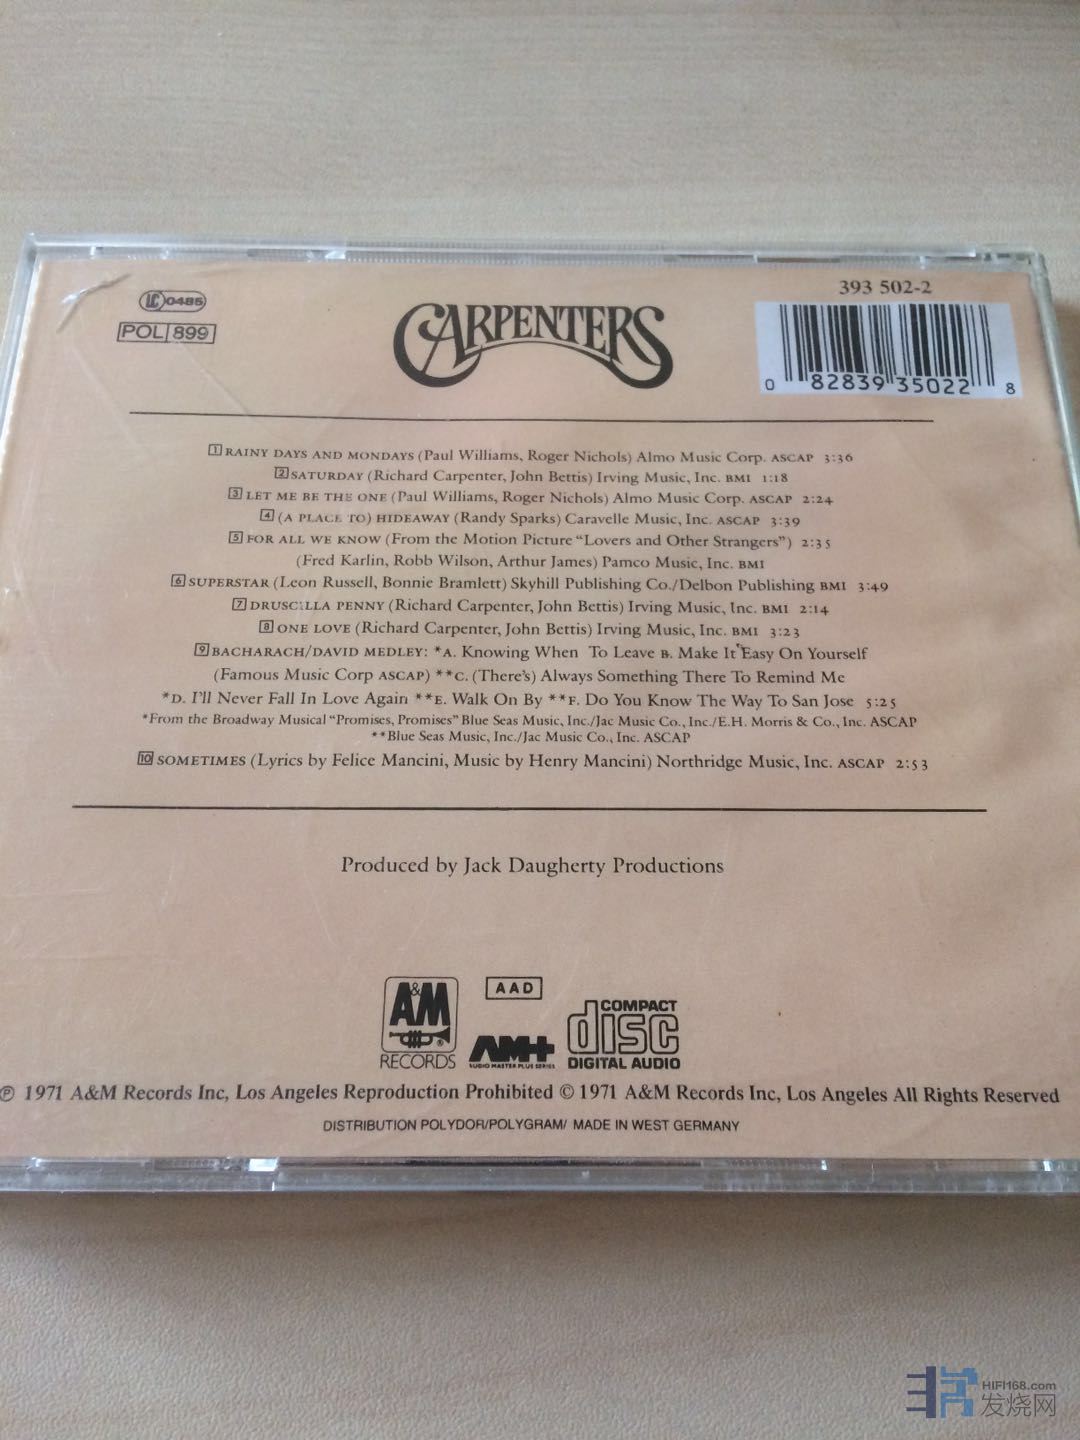 LC 0485
POL 899
CARPENTERS
393 502-2
0 82839 35022 8
1 RAINY DAYS AND MONDAYS (Paul Williams, Roger Nichols) Almo Music Corp. ASCAP 3:36
2 SATURDAY (Richard Carpenter, John Bettis) Irving Music, Inc. BMI 1:18
3 LET ME BE THE ONE (Paul Williams, Roger Nichols) Almo Music Corp. ASCAP 2:24
4 (A PLACE TO) HIDEAWAY (Randy Sparks) Caravelle Music, Inc. ASCAP 3:39
5 FOR ALL WE KNOW (From the Motion Picture “Lovers and Other Strangers”) 2:35
(Fred Karlin, Robb Wilson, Arthur James) Pamco Music, Inc. BMI
6 SUPERSTAR (Leon Russell, Bonnie Bramlett) Skyhill Publishing Co./Delbon Publishing BMI 3:49
7 DRUSCILLA PENNY (Richard Carpenter, John Bettis) Irving Music, Inc. BMI 2:14
8 ONE LOVE (Richard Carpenter, John Bettis) Irving Music, Inc. BMI 3:23
9 BACHARACH/DAVID MEDLEY: *A. Knowing When To Leave B. Make It Easy On Yourself
(Famous Music Corp ASCAP) **C. (There's) Always Something There To Remind Me
*D. I'll Never Fall In Love Again **E. Walk On By **F. Do You Know The Way To San Jose 5:25
*From the Broadway Musical “Promises, Promises” Blue Seas Music, Inc./Jac Music Co., Inc./E.H. Morris & Co., Inc. ASCAP
**Blue Seas Music, Inc./Jac Music Co., Inc. ASCAP
10 SOMETIMES (Lyrics by Felice Mancini, Music by Henry Mancini) Northridge Music, Inc. ASCAP 2:53
Produced by Jack Daugherty Productions
A&M RECORDS
AAD
AM+
AUDIO MASTER PLUS SERIES
COMPACT
disc
DIGITAL AUDIO
℗ 1971 A&M Records Inc, Los Angeles Reproduction Prohibited © 1971 A&M Records Inc, Los Angeles All Rights Reserved
DISTRIBUTION POLYDOR/POLYGRAM/ MADE IN WEST GERMANY
HIFI168.com
发烧网